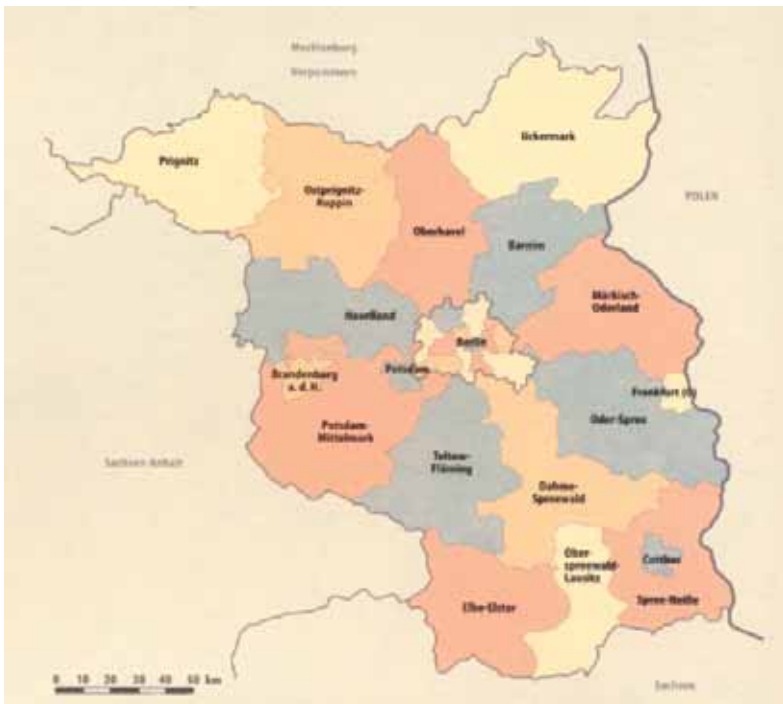 Mecklenburg
Vorpommern
Uckermark
Prignitz
Ostprignitz-
Ruppin
POLEN
Oberhavel
Barnim
Märkisch-
Oderland
Havelland
Berlin
Potsdam
Brandenburg
a. d. H.
Frankfurt (O)
Oder-Spree
Potsdam-
Mittelmark
Teltow-
Fläming
Sachsen-Anhalt
Dahme-
Spreewald
Ober-
spreewald-
Lausitz
Cottbus
Elbe-Elster
Spree-Neiße
0 10 20 30 40 50 km
Sachsen